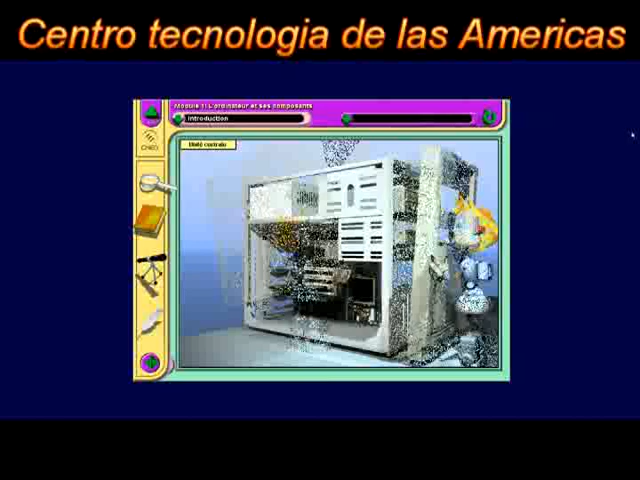 Centro tecnologia de las Americas
Module 1: L'ordinateur et ses composants
Introduction
Unité centrale